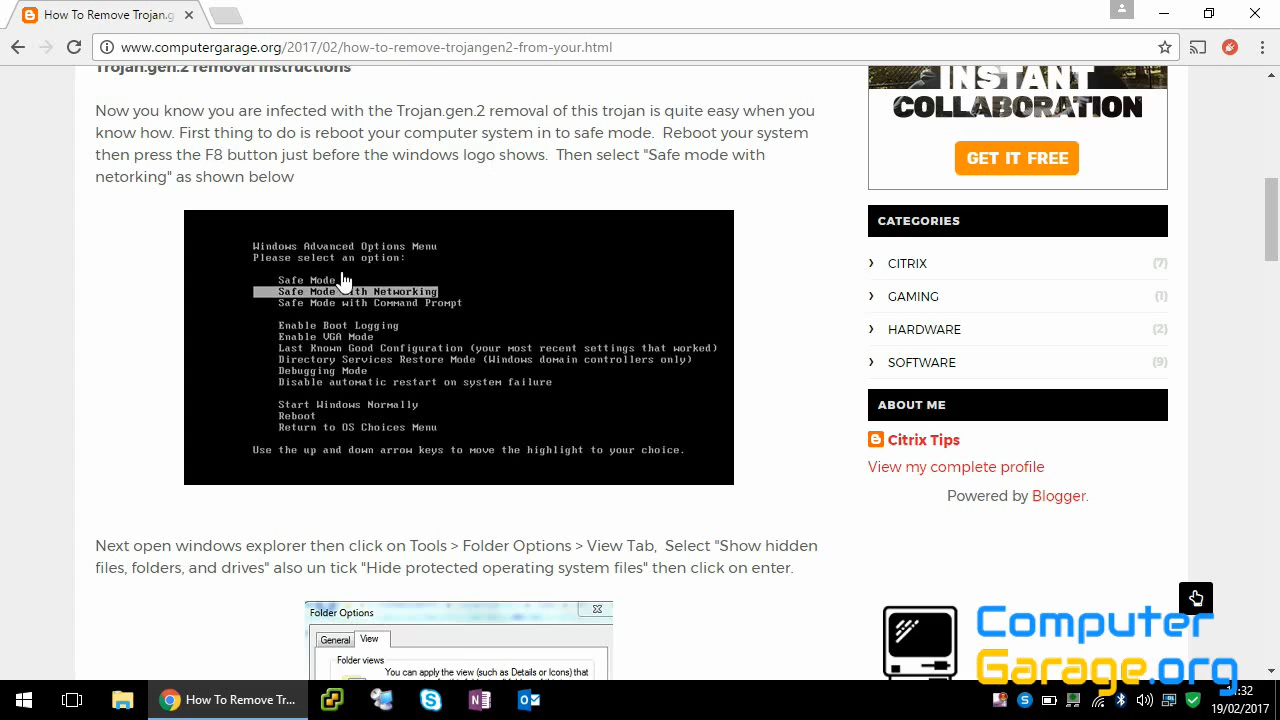 How To Remove Trojan.g
www.computergarage.org/2017/02/how-to-remove-trojangen2-from-your.html
Trojan.gen.2 removal instructions
Now you know you are infected with the Trojan.gen.2 removal of this trojan is quite easy when you
know how. First thing to do is reboot your computer system in to safe mode. Reboot your system
then press the F8 button just before the windows logo shows. Then select "Safe mode with
netorking" as shown below
Windows Advanced Options Menu
Please select an option:
Safe Mode
Safe Mode with Networking
Safe Mode with Command Prompt
Enable Boot Logging
Enable VGA Mode
Last Known Good Configuration (your most recent settings that worked)
Directory Services Restore Mode (Windows domain controllers only)
Debugging Mode
Disable automatic restart on system failure
Start Windows Normally
Reboot
Return to OS Choices Menu
Use the up and down arrow keys to move the highlight to your choice.
Next open windows explorer then click on Tools > Folder Options > View Tab, Select "Show hidden
files, folders, and drives" also un tick "Hide protected operating system files" then click on enter.
Folder Options
General View
Folder views
You can apply the view (such as Details or Icons) that
INSTANT
COLLABORATION
GET IT FREE
CATEGORIES
CITRIX (7)
GAMING (1)
HARDWARE (2)
SOFTWARE (9)
ABOUT ME
Citrix Tips
View my complete profile
Powered by Blogger.
Computer
Garage.org
How To Remove Tr...
:32
19/02/2017